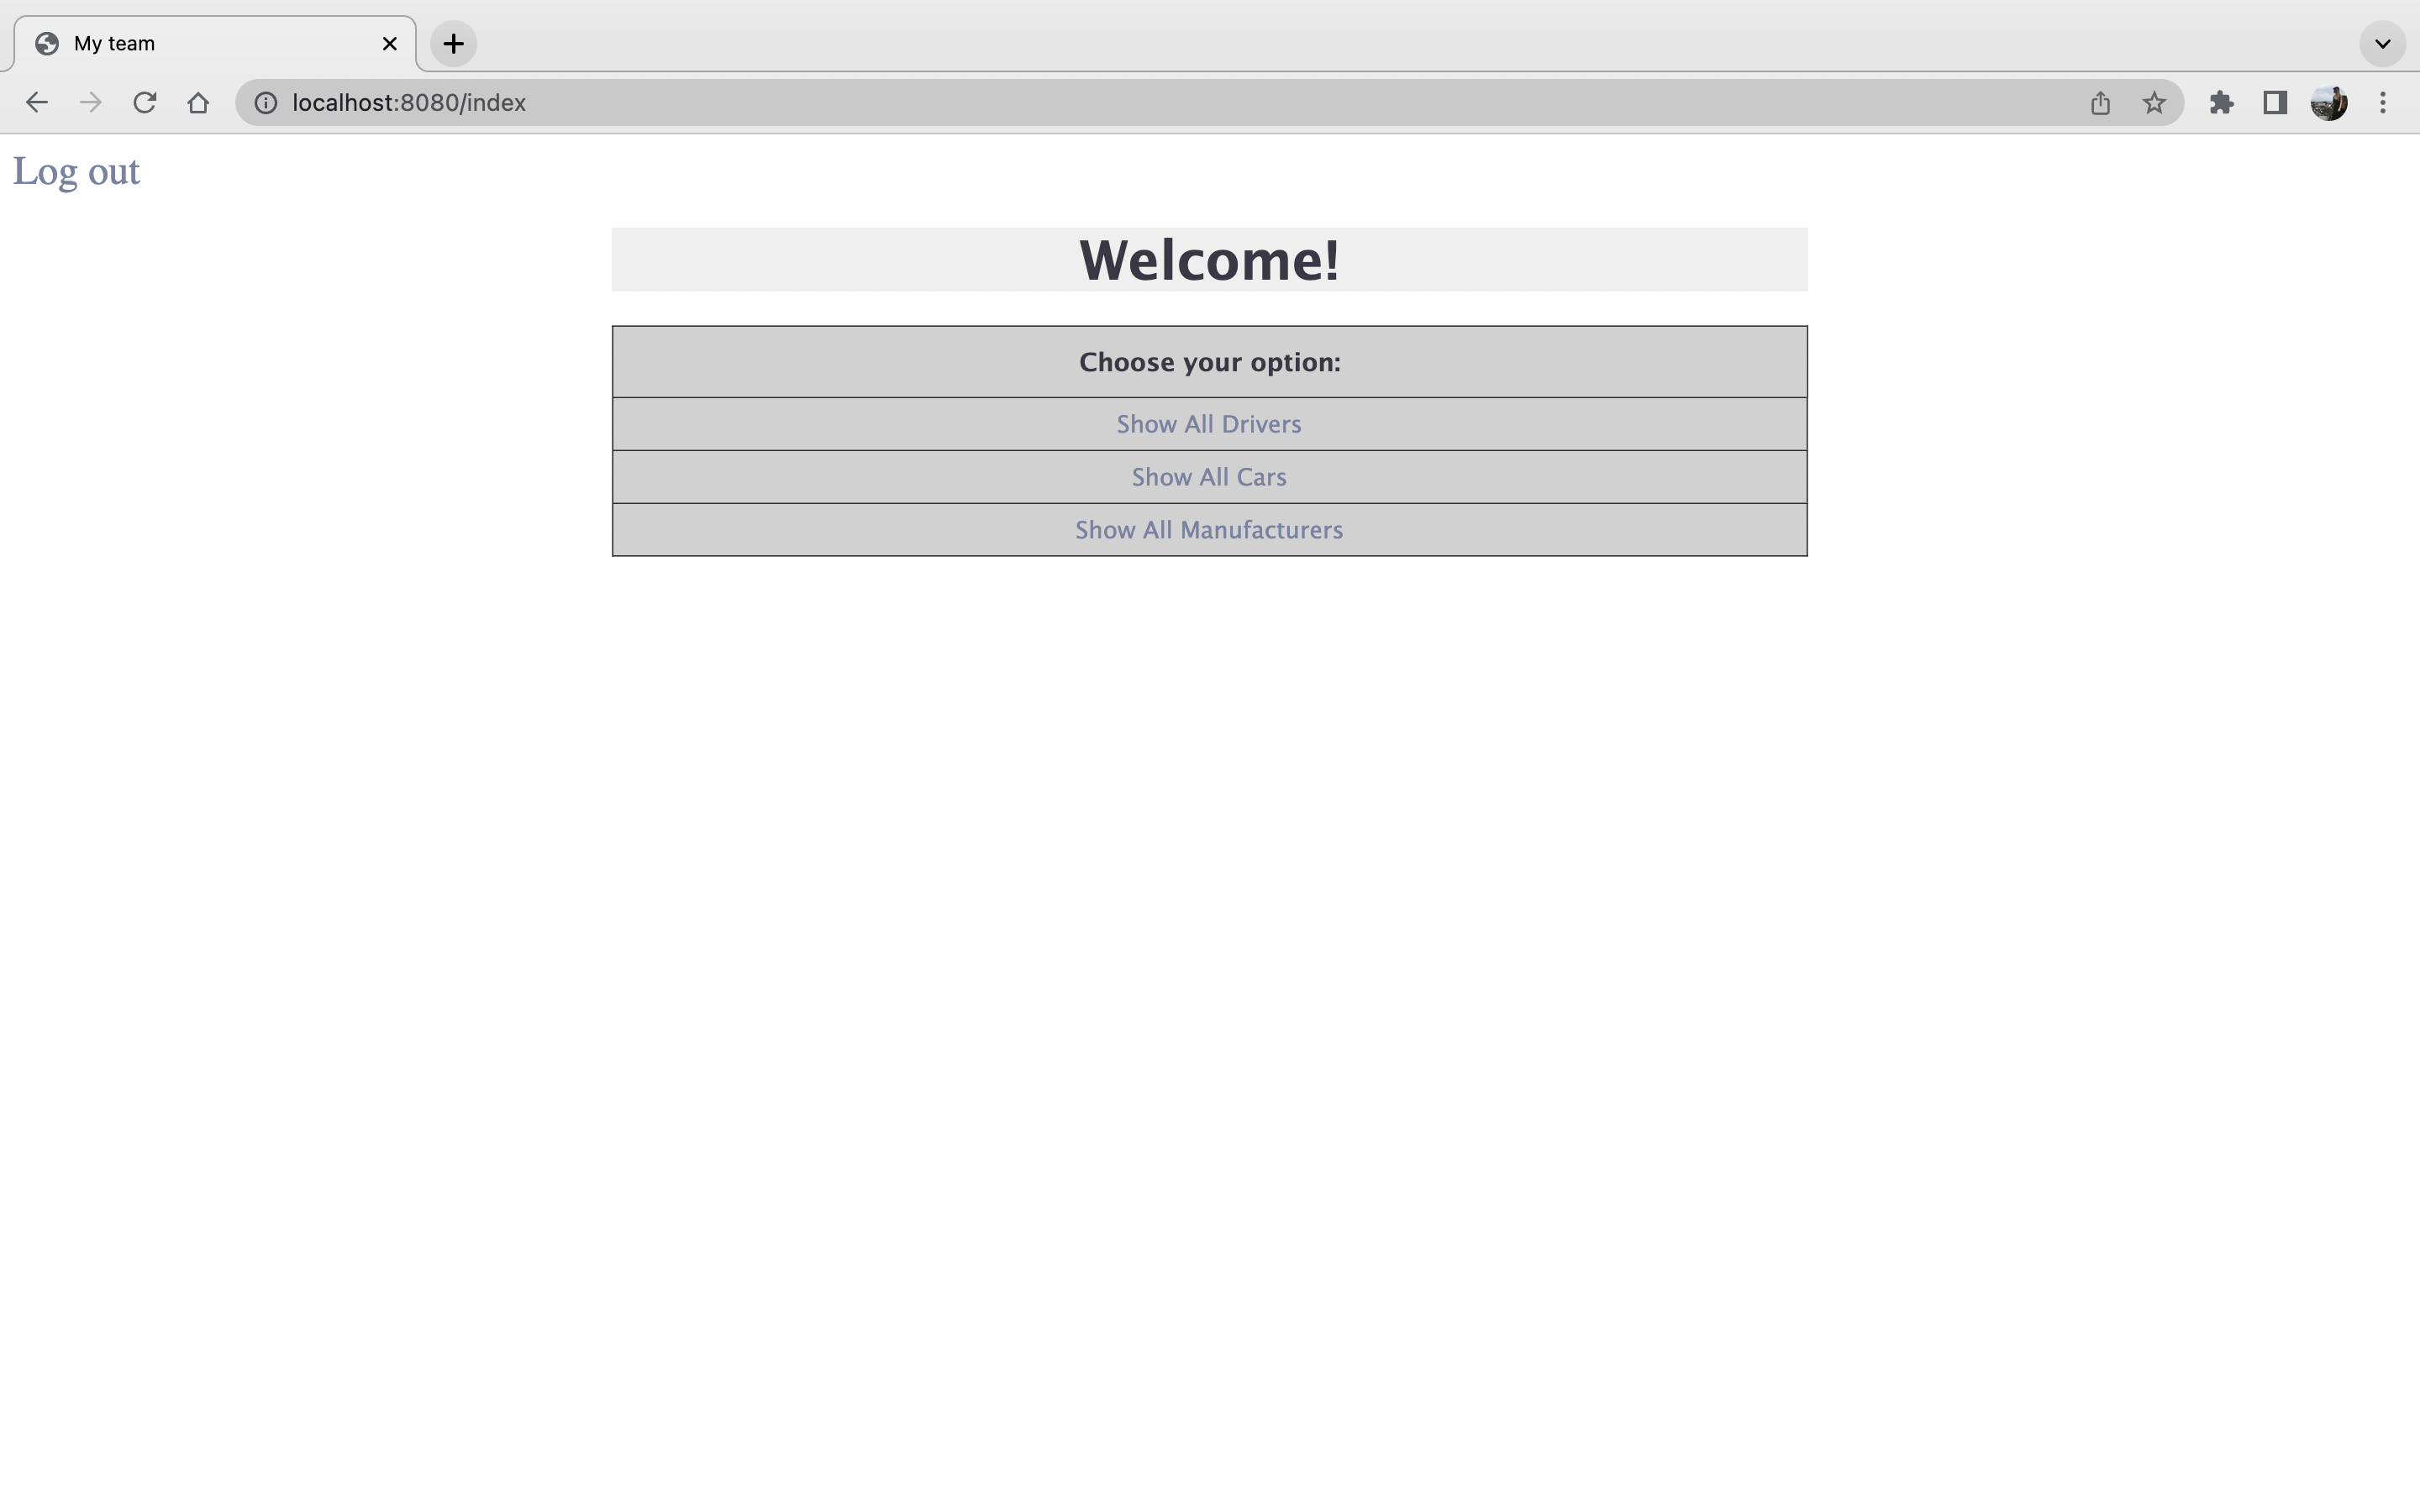 My team
localhost:8080/index
Log out
Welcome!
Choose your option:
Show All Drivers
Show All Cars
Show All Manufacturers